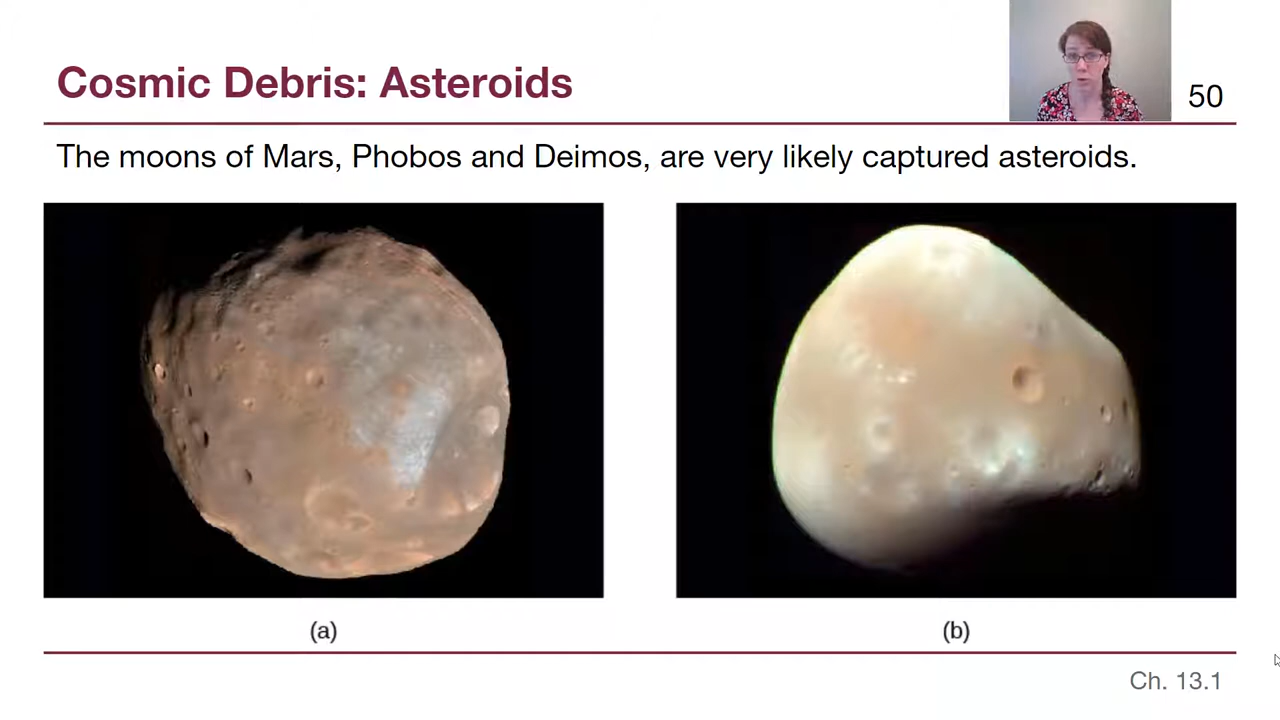 Cosmic Debris: Asteroids
50
The moons of Mars, Phobos and Deimos, are very likely captured asteroids.
(a)
(b)
Ch. 13.1